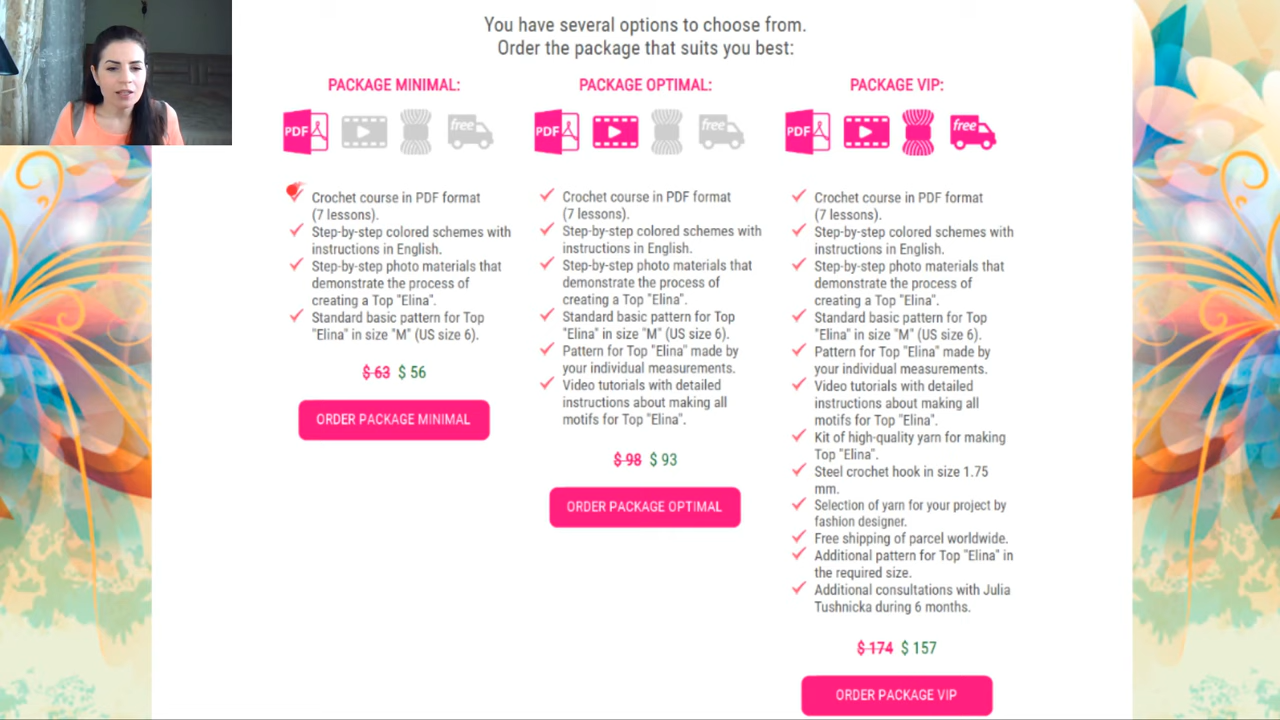 You have several options to choose from.
Order the package that suits you best:
PACKAGE MINIMAL:
PDF
free
Crochet course in PDF format
(7 lessons).
Step-by-step colored schemes with
instructions in English.
Step-by-step photo materials that
demonstrate the process of
creating a Top "Elina".
Standard basic pattern for Top
"Elina" in size "M" (US size 6).
$ 63 $ 56
ORDER PACKAGE MINIMAL
PACKAGE OPTIMAL:
PDF
free
Crochet course in PDF format
(7 lessons).
Step-by-step colored schemes with
instructions in English.
Step-by-step photo materials that
demonstrate the process of
creating a Top "Elina".
Standard basic pattern for Top
"Elina" in size "M" (US size 6).
Pattern for Top "Elina" made by
your individual measurements.
Video tutorials with detailed
instructions about making all
motifs for Top "Elina".
$ 98 $ 93
ORDER PACKAGE OPTIMAL
PACKAGE VIP:
PDF
free
Crochet course in PDF format
(7 lessons).
Step-by-step colored schemes with
instructions in English.
Step-by-step photo materials that
demonstrate the process of
creating a Top "Elina".
Standard basic pattern for Top
"Elina" in size "M" (US size 6).
Pattern for Top "Elina" made by
your individual measurements.
Video tutorials with detailed
instructions about making all
motifs for Top "Elina".
Kit of high-quality yarn for making
Top "Elina".
Steel crochet hook in size 1.75
mm.
Selection of yarn for your project by
fashion designer.
Free shipping of parcel worldwide.
Additional pattern for Top "Elina" in
the required size.
Additional consultations with Julia
Tushnicka during 6 months.
$ 174 $ 157
ORDER PACKAGE VIP